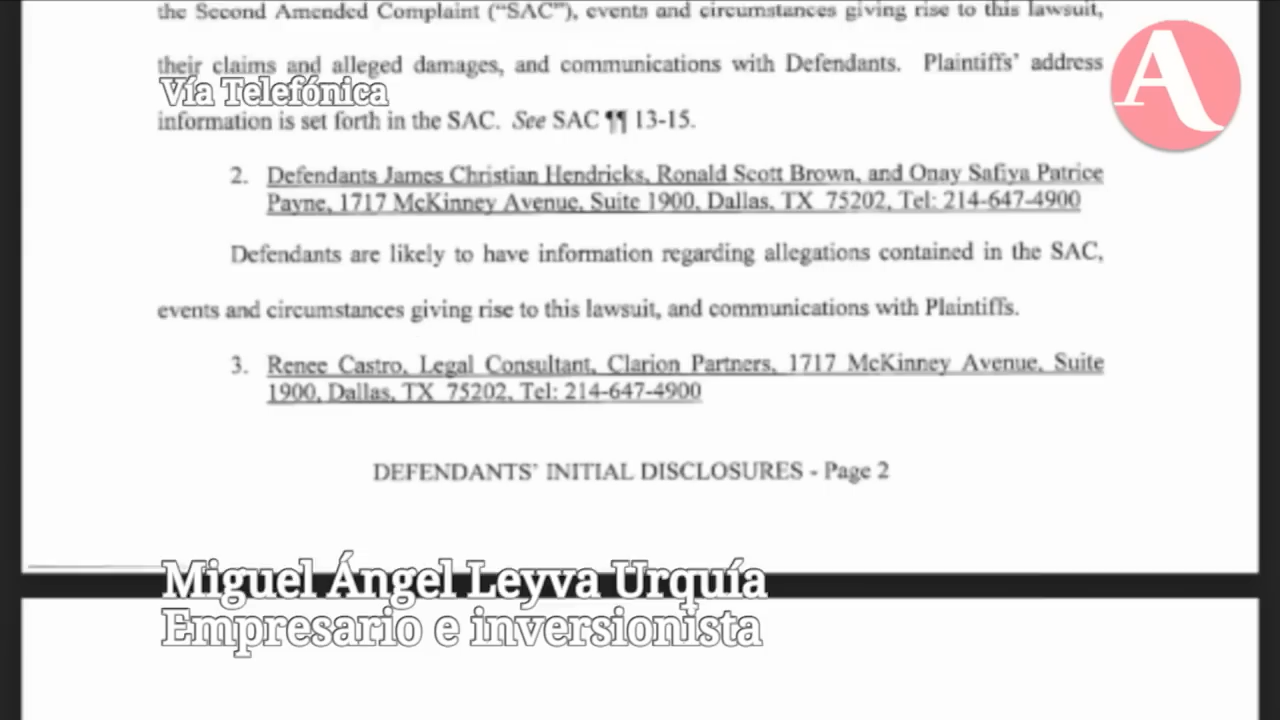 the Second Amended Complaint (“SAC”), events and circumstances giving rise to this lawsuit,
their claims and alleged damages, and communications with Defendants. Plaintiffs’ address
Vía Telefónica
information is set forth in the SAC. See SAC ¶¶ 13-15.
2. Defendants James Christian Hendricks, Ronald Scott Brown, and Onay Safiya Patrice
Payne, 1717 McKinney Avenue, Suite 1900, Dallas, TX 75202, Tel: 214-647-4900
Defendants are likely to have information regarding allegations contained in the SAC,
events and circumstances giving rise to this lawsuit, and communications with Plaintiffs.
3. Renee Castro, Legal Consultant, Clarion Partners, 1717 McKinney Avenue, Suite
1900, Dallas, TX 75202, Tel: 214-647-4900
DEFENDANTS’ INITIAL DISCLOSURES - Page 2
Miguel Ángel Leyva Urquía
Empresario e inversionista
A